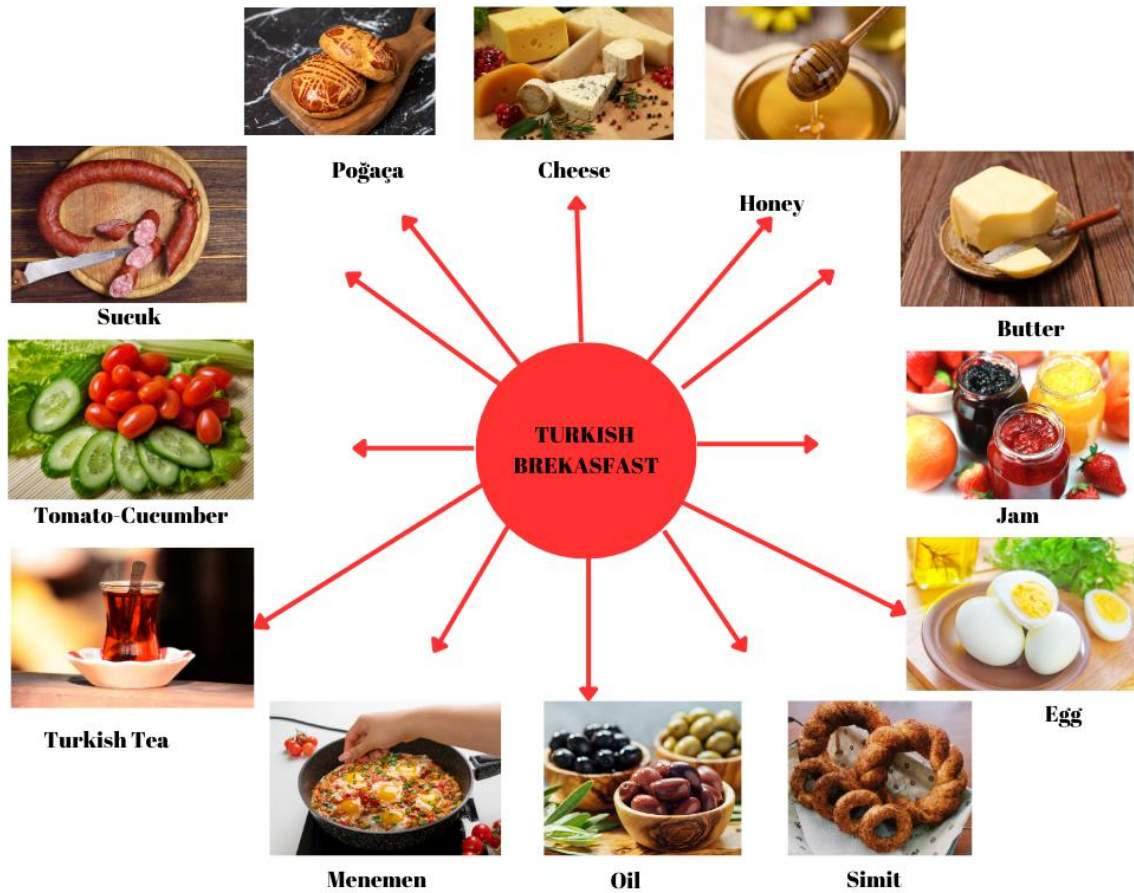 Poğaça
Cheese
Honey
Sucuk
Butter
TURKISH
BREKASFAST
Tomato-Cucumber
Jam
Turkish Tea
Egg
Menemen
Oil
Simit